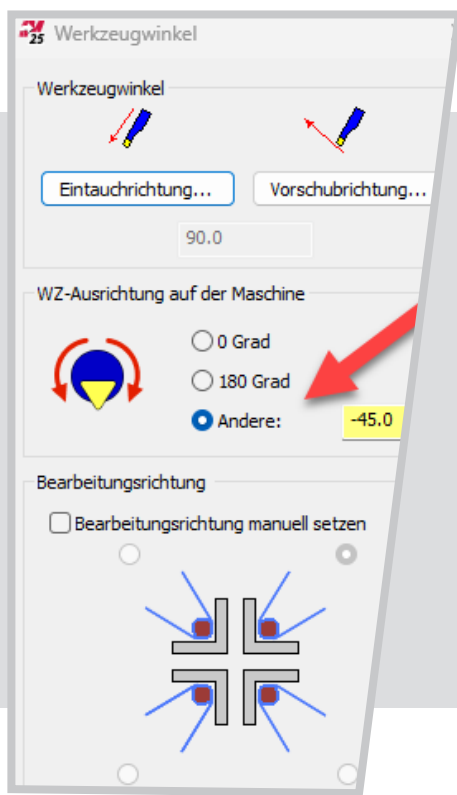 25 Werkzeugwinkel
Werkzeugwinkel
Eintauchrichtung... Vorschubrichtung...
90.0
WZ-Ausrichtung auf der Maschine
0 Grad
180 Grad
Andere: -45.0
Bearbeitungsrichtung
Bearbeitungsrichtung manuell setzen